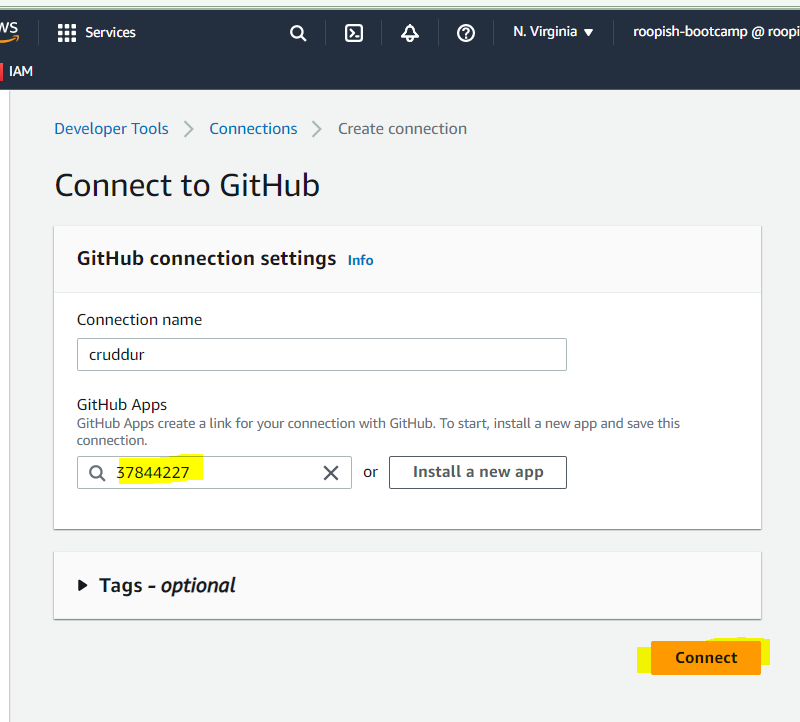 Services
N. Virginia
roopish-bootcamp @ roopi
IAM
Developer Tools
Connections
Create connection
Connect to GitHub
GitHub connection settings Info
Connection name
cruddur
GitHub Apps
GitHub Apps create a link for your connection with GitHub. To start, install a new app and save this
connection.
37844227
or
Install a new app
Tags - optional
Connect